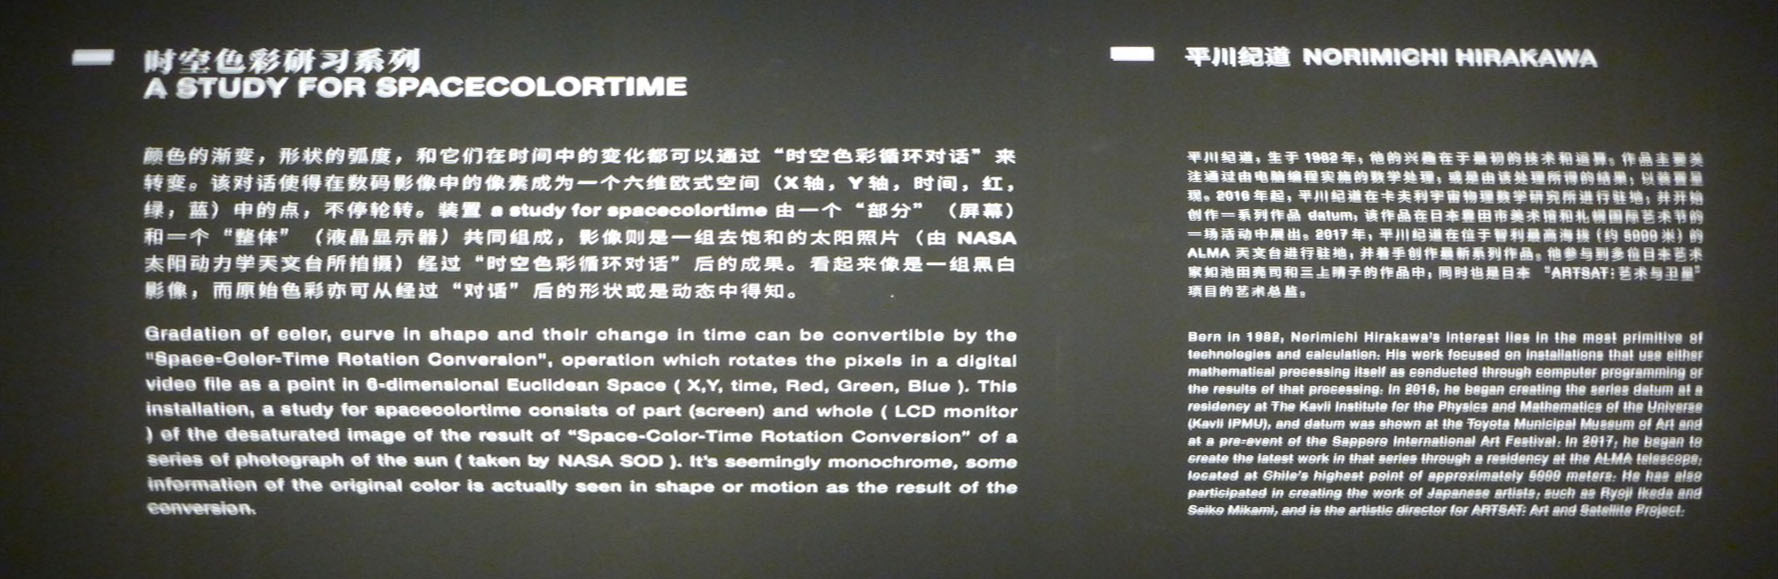 时空色彩研习系列
A STUDY FOR SPACECOLORTIME
颜色的渐变，形状的弧度，和它们在时间中的变化都可以通过“时空色彩循环对话”来
转变。该对话使得在数码影像中的像素成为一个六维欧式空间（X轴，Y轴，时间，红，
绿，蓝）中的点，不停轮转。装置 a study for spacecolortime 由一个“部分”（屏幕）
和一个“整体”（液晶显示器）共同组成，影像则是一组去饱和的太阳照片（由 NASA
太阳动力学天文台所拍摄）经过“时空色彩循环对话”后的成果。看起来像是一组黑白
影像，而原始色彩亦可从经过“对话”后的形状或是动态中得知。
Gradation of color, curve in shape and their change in time can be convertible by the
"Space-Color-Time Rotation Conversion", operation which rotates the pixels in a digital
video file as a point in 6-dimensional Euclidean Space ( X,Y, time, Red, Green, Blue ). This
installation, a study for spacecolortime consists of part (screen) and whole ( LCD monitor
) of the desaturated image of the result of “Space-Color-Time Rotation Conversion” of a
series of photograph of the sun ( taken by NASA SOD ). It's seemingly monochrome, some
information of the original color is actually seen in shape or motion as the result of the
conversion.
平川纪道 NORIMICHI HIRAKAWA
平川纪道，生于 1982 年，他的兴趣在于最初的技术和运算。作品主要关
注通过由电脑编程实施的数学处理，或是由该处理所得的结果，以装置呈
现。2016 年起，平川纪道在卡夫利宇宙物理数学研究所进行驻地，并开始
创作一系列作品 datum，该作品在日本豊田市美术馆和札幌国际艺术节的
一场活动中展出。2017 年，平川纪道在位于智利最高海拔（约 5000 米）的
ALMA 天文台进行驻地，并着手创作最新系列作品。他参与到多位日本艺术
家如池田亮司和三上晴子的作品中，同时也是日本“ARTSAT：艺术与卫星”
项目的艺术总监。
Born in 1982, Norimichi Hirakawa's interest lies in the most primitive of
technologies and calculation. His work focused on installations that use either
mathematical processing itself as conducted through computer programming or
the results of that processing. In 2016, he began creating the series datum at a
residency at The Kavli Institute for the Physics and Mathematics of the Universe
(Kavli IPMU), and datum was shown at the Toyota Municipal Museum of Art and
at a pre-event of the Sapporo International Art Festival. In 2017, he began to
create the latest work in that series through a residency at the ALMA telescope,
located at Chile's highest point of approximately 5000 meters. He has also
participated in creating the work of Japanese artists, such as Ryoji Ikeda and
Seiko Mikami, and is the artistic director for ARTSAT: Art and Satellite Project.